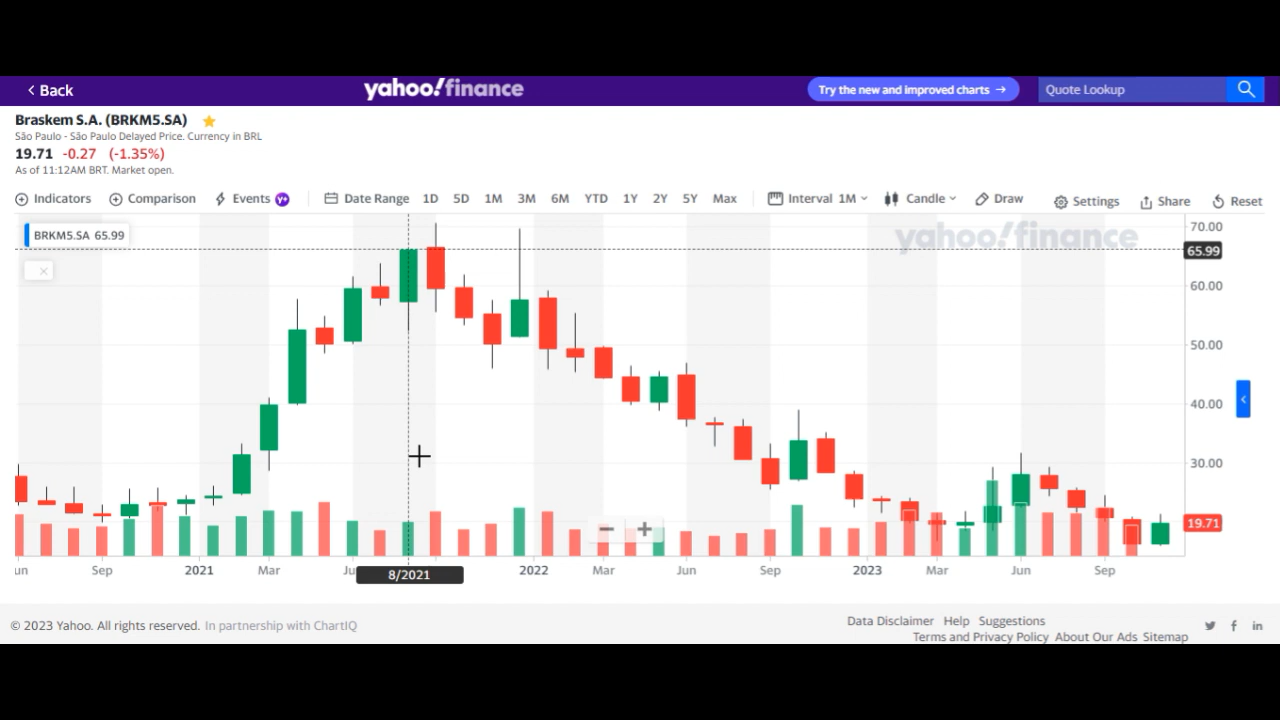 Back
yahoo!finance
Try the new and improved charts →
Quote Lookup
Braskem S.A. (BRKM5.SA)
São Paulo - São Paulo Delayed Price. Currency in BRL
19.71 -0.27 (-1.35%)
As of 11:12AM BRT. Market open.
Indicators Comparison Events Y+ Date Range 1D 5D 1M 3M 6M YTD 1Y 2Y 5Y Max Interval 1M Candle Draw Settings Share Reset
BRKM5.SA 65.99
yahoo!finance
70.00
65.99
60.00
50.00
40.00
30.00
19.71
un Sep 2021 Mar Ju 8/2021 2022 Mar Jun Sep 2023 Mar Jun Sep
© 2023 Yahoo. All rights reserved. In partnership with ChartIQ
Data Disclaimer Help Suggestions
Terms and Privacy Policy About Our Ads Sitemap